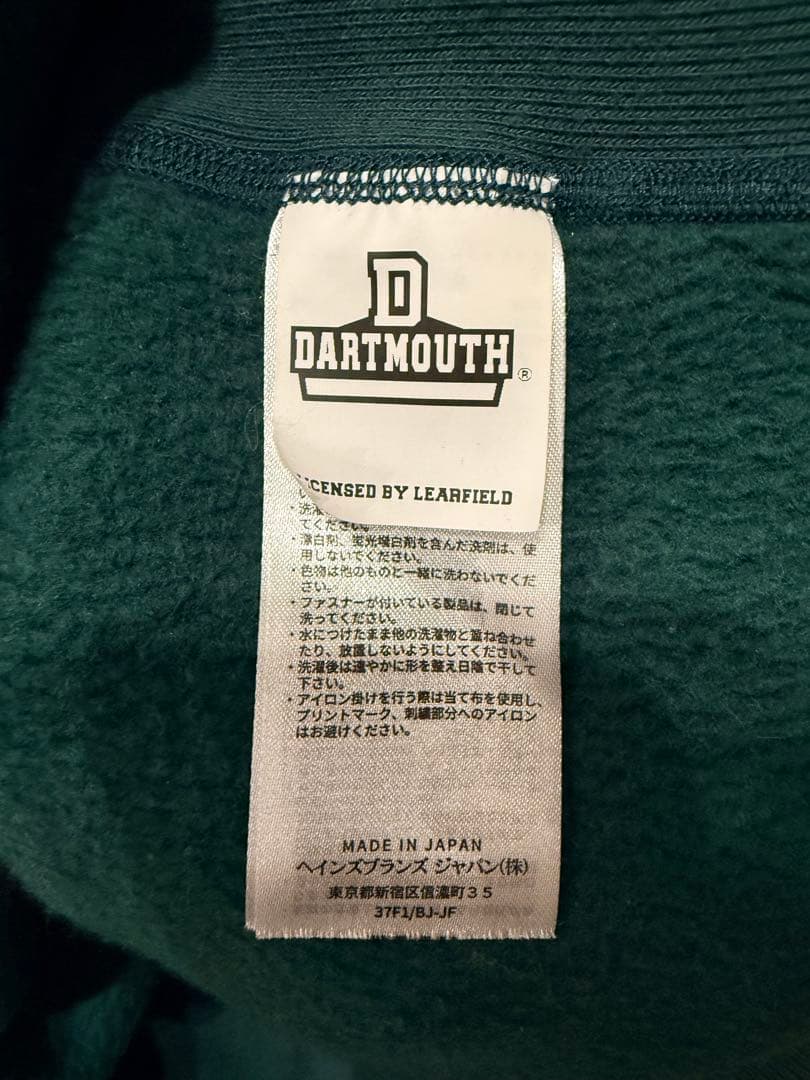 D
DARTMOUTH ®
LICENSED BY LEARFIELD
てください。
・漂白剤、蛍光増白剤を含んだ洗剤は、使
用しないでください。
・色物は他のものと一緒に洗わないでくだ
さい。
・ファスナーが付いている製品は、閉じて
洗ってください。
・水につけたまま他の洗濯物と重ね合わせ
たり、放置しないようにしてください。
・洗濯後は速やかに形を整え日陰で干して
下さい。
・アイロン掛けを行う際は当て布を使用し、
プリントマーク、刺繍部分へのアイロン
はお避けください。
MADE IN JAPAN
ヘインズブランズ ジャパン(株)
東京都新宿区信濃町35
37F1/BJ-JF